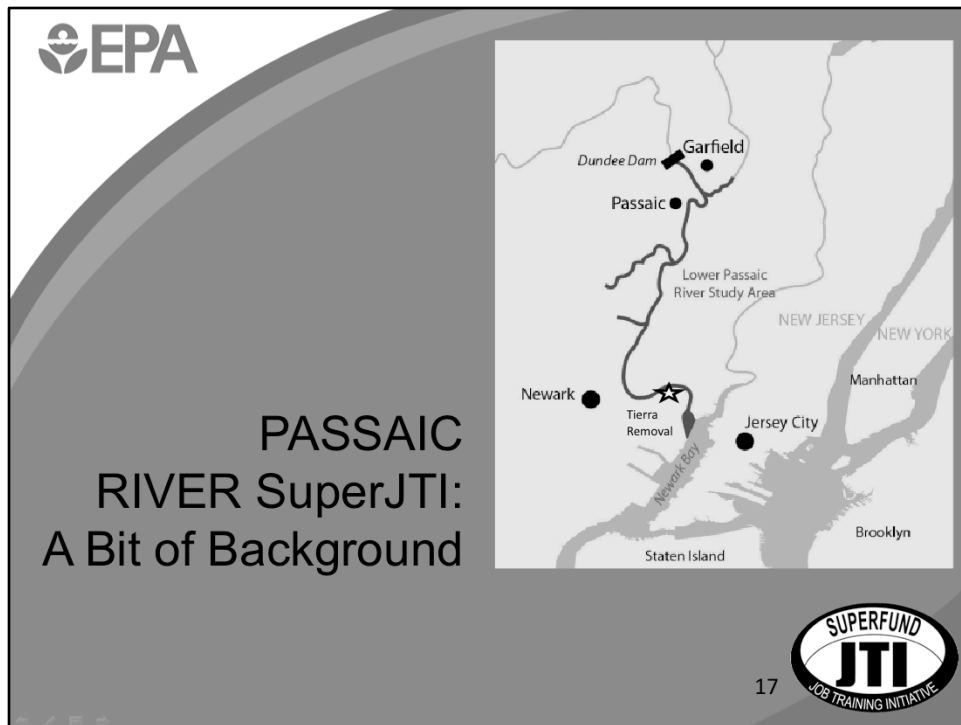 EPA
PASSAIC
RIVER SuperJTI:
A Bit of Background
Garfield
Dundee Dam
Passaic
Lower Passaic
River Study Area
NEW JERSEY
NEW YORK
Manhattan
Newark
Tierra
Removal
Jersey City
Newark Bay
Brooklyn
Staten Island
17
SUPERFUND
JTI
JOB TRAINING INITIATIVE